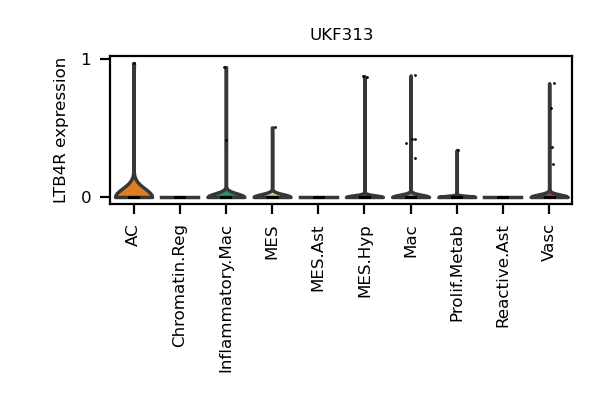 UKF313
LTB4R expression
1
0
AC
Chromatin.Reg
Inflammatory.Mac
MES
MES.Ast
MES.Hyp
Mac
Prolif.Metab
Reactive.Ast
Vasc